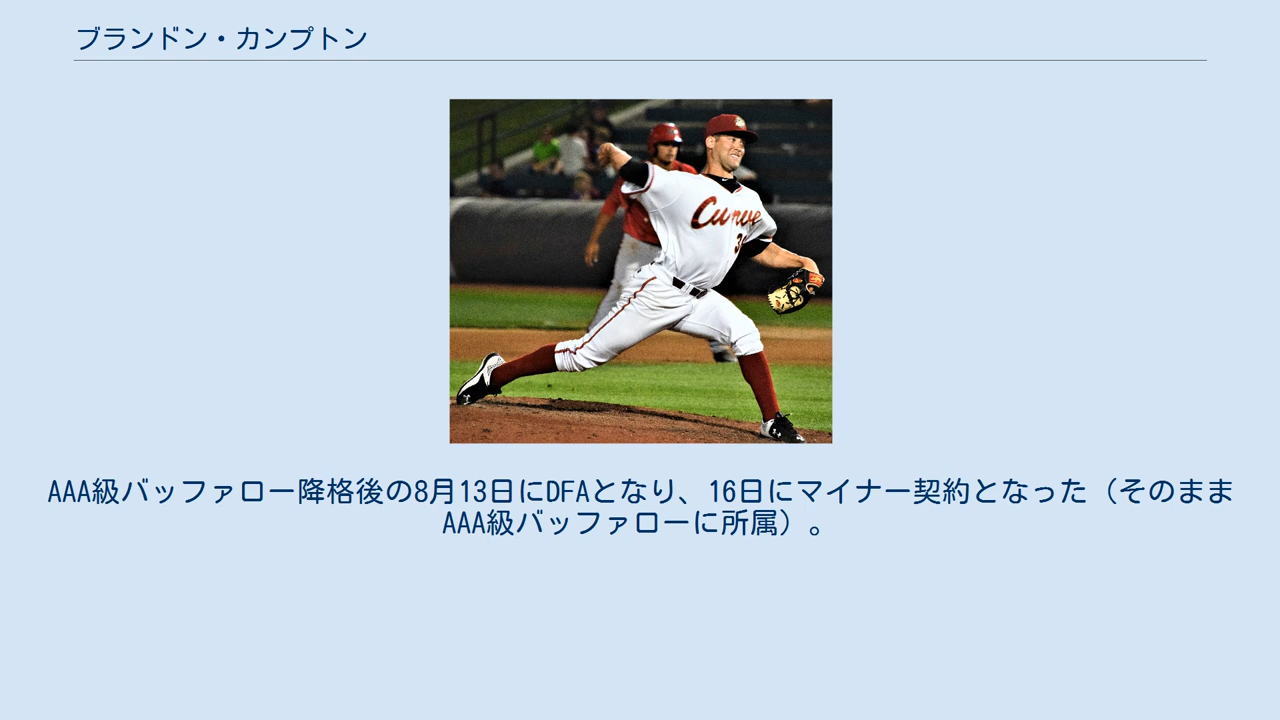 ブランドン・カンプトン
Curve
AAA級バッファロー降格後の8月13日にDFAとなり、16日にマイナー契約となった（そのまま
AAA級バッファローに所属）。